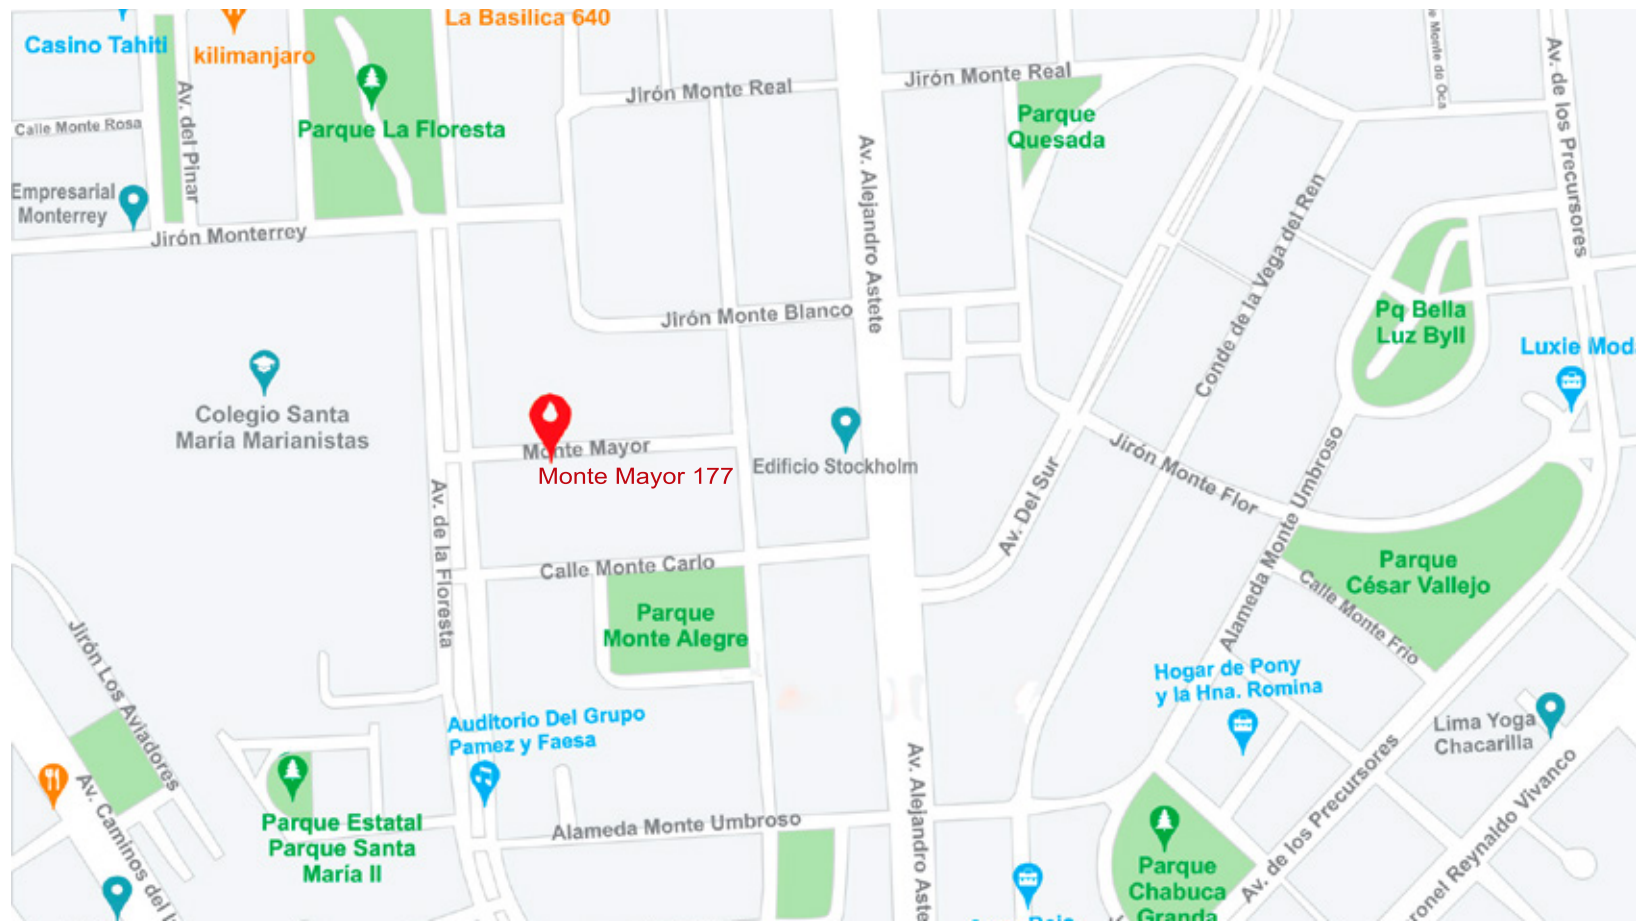 La Basilica 640
Casino Tahiti
kilimanjaro
Av. del Pinar
Calle Monte Rosa
Parque La Floresta
Jirón Monte Real
Jirón Monte Real
Parque
Quesada
Monte de Oca
Av. de los Precursores
Empresarial
Monterrey
Jirón Monterrey
Av. Alejandro Astete
Conde de la Vega del Ren
Jirón Monte Blanco
Pq Bella
Luz Byll
Luxie Mod
Colegio Santa
María Marianistas
Monte Mayor
Monte Mayor 177
Edificio Stockholm
Jirón Monte Flor
Av. Del Sur
Alameda Monte Umbroso
Av. de la Floresta
Calle Monte Carlo
Parque
Monte Alegre
Parque
César Vallejo
Calle Monte Frio
Jirón Los Aviadores
Hogar de Pony
y la Hna. Romina
Auditorio Del Grupo
Pamez y Faesa
Lima Yoga
Chacarilla
Av. Caminos del
Parque Estatal
Parque Santa
María II
Alameda Monte Umbroso
Av. Alejandro Aste
Av. de los Precursores
ronel Reynaldo Vivanco
Parque
Chabuca
Granda